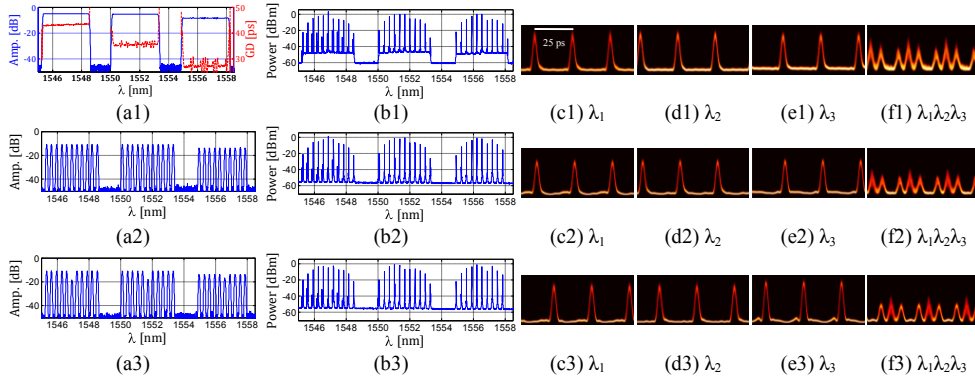 0
-20
-40
Amp. [dB]
50
40
30
GD [ps]
1546 1548 1550 1552 1554 1556 1558
λ [nm]
(a1)
0
-20
-40
-60
Power [dBm]
1546 1548 1550 1552 1554 1556 1558
λ [nm]
(b1)
25 ps
(c1) λ1
(d1) λ2
(e1) λ3
(f1) λ1λ2λ3
0
-20
-40
Amp. [dB]
1546 1548 1550 1552 1554 1556 1558
λ [nm]
(a2)
0
-20
-40
-60
Power [dBm]
1546 1548 1550 1552 1554 1556 1558
λ [nm]
(b2)
(c2) λ1
(d2) λ2
(e2) λ3
(f2) λ1λ2λ3
0
-20
-40
Amp. [dB]
1546 1548 1550 1552 1554 1556 1558
λ [nm]
(a3)
0
-20
-40
-60
Power [dBm]
1546 1548 1550 1552 1554 1556 1558
λ [nm]
(b3)
(c3) λ1
(d3) λ2
(e3) λ3
(f3) λ1λ2λ3